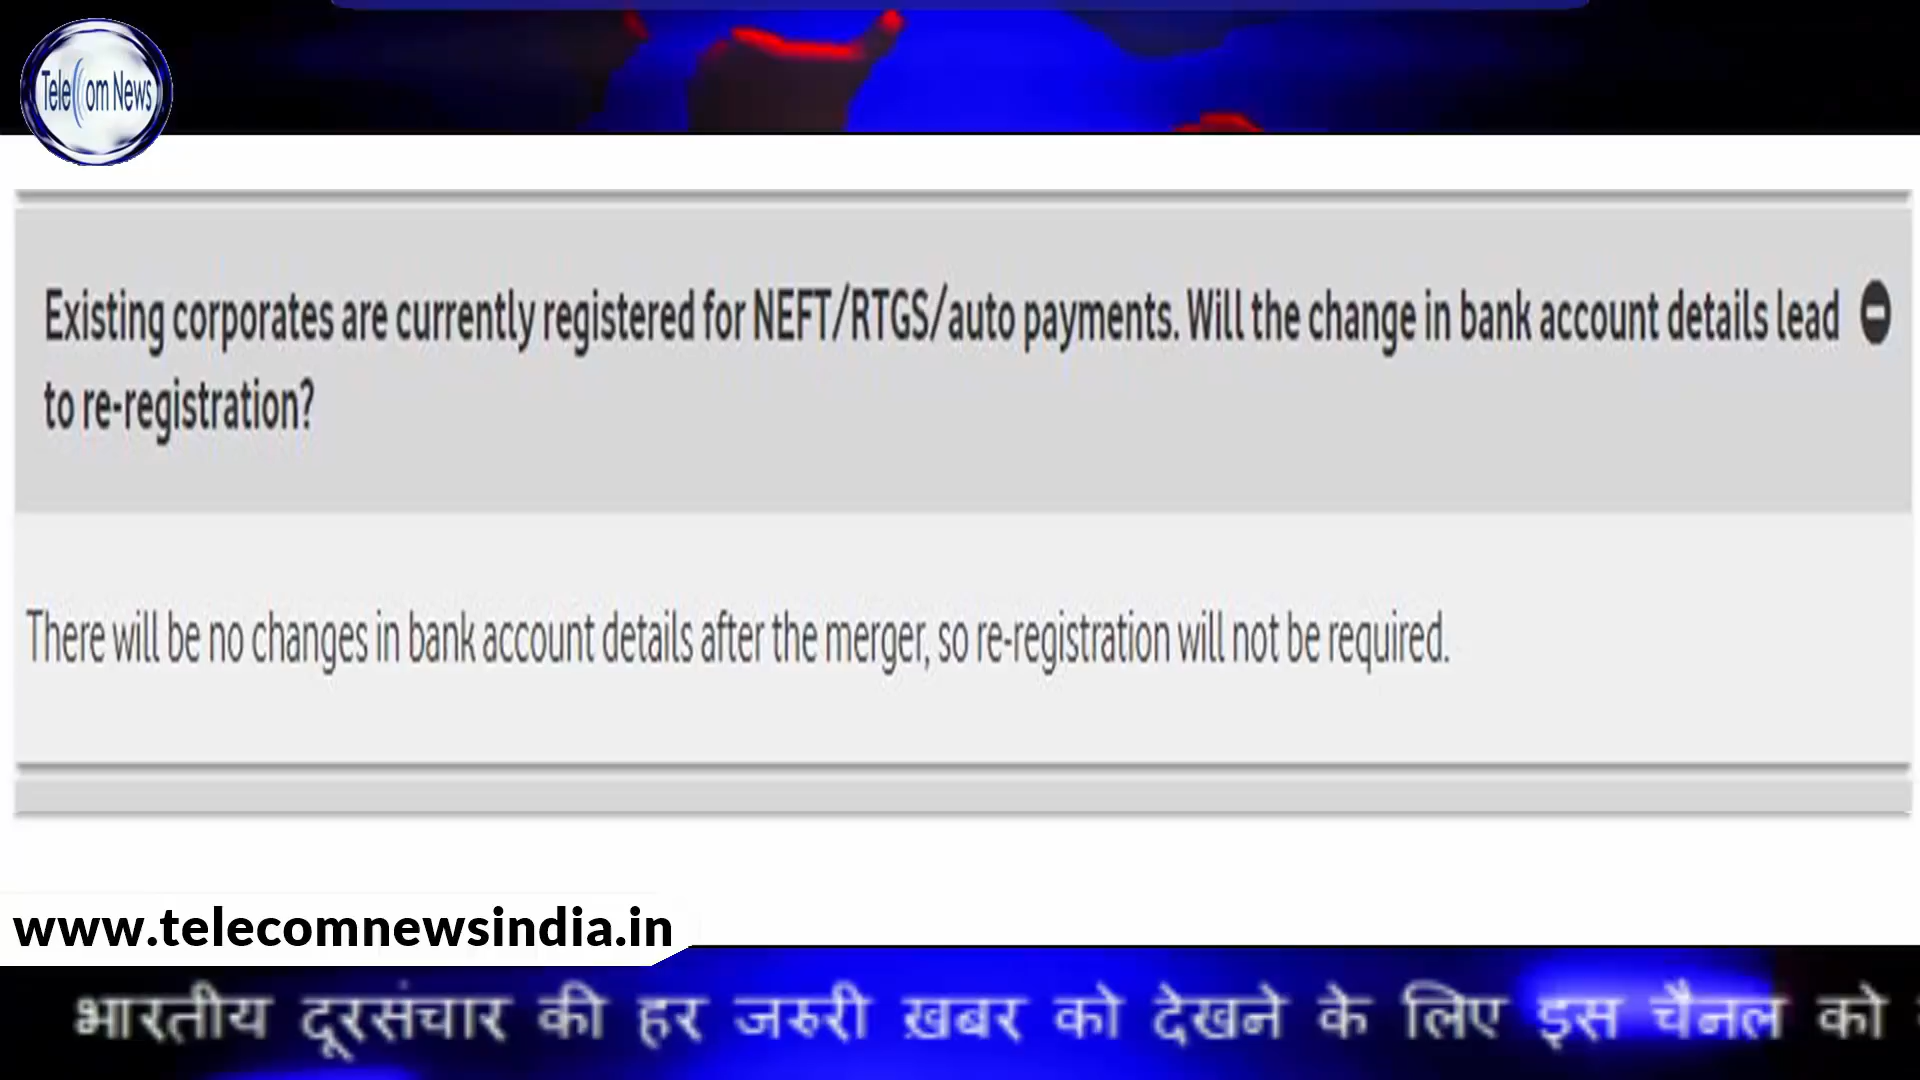 Tele(om News
Existing corporates are currently registered for NEFT/RTGS/auto payments. Will the change in bank account details lead
to re-registration?
There will be no changes in bank account details after the merger, so re-registration will not be required.
www.telecomnewsindia.in
भारतीय दूरसंचार की हर जरुरी ख़बर को देखने के लिए इस चैनल को